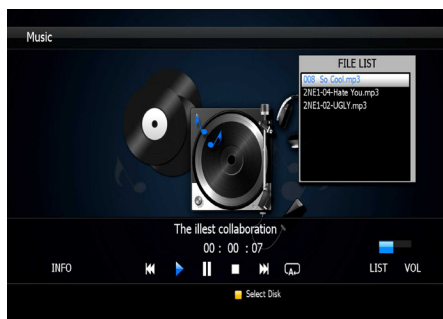 Music
FILE LIST
008 So Cool.mp3
2NE1-04-Hate You.mp3
2NE1-02-UGLY.mp3
The illest collaboration
00 : 00 : 07
INFO
A
LIST VOL
Select Disk